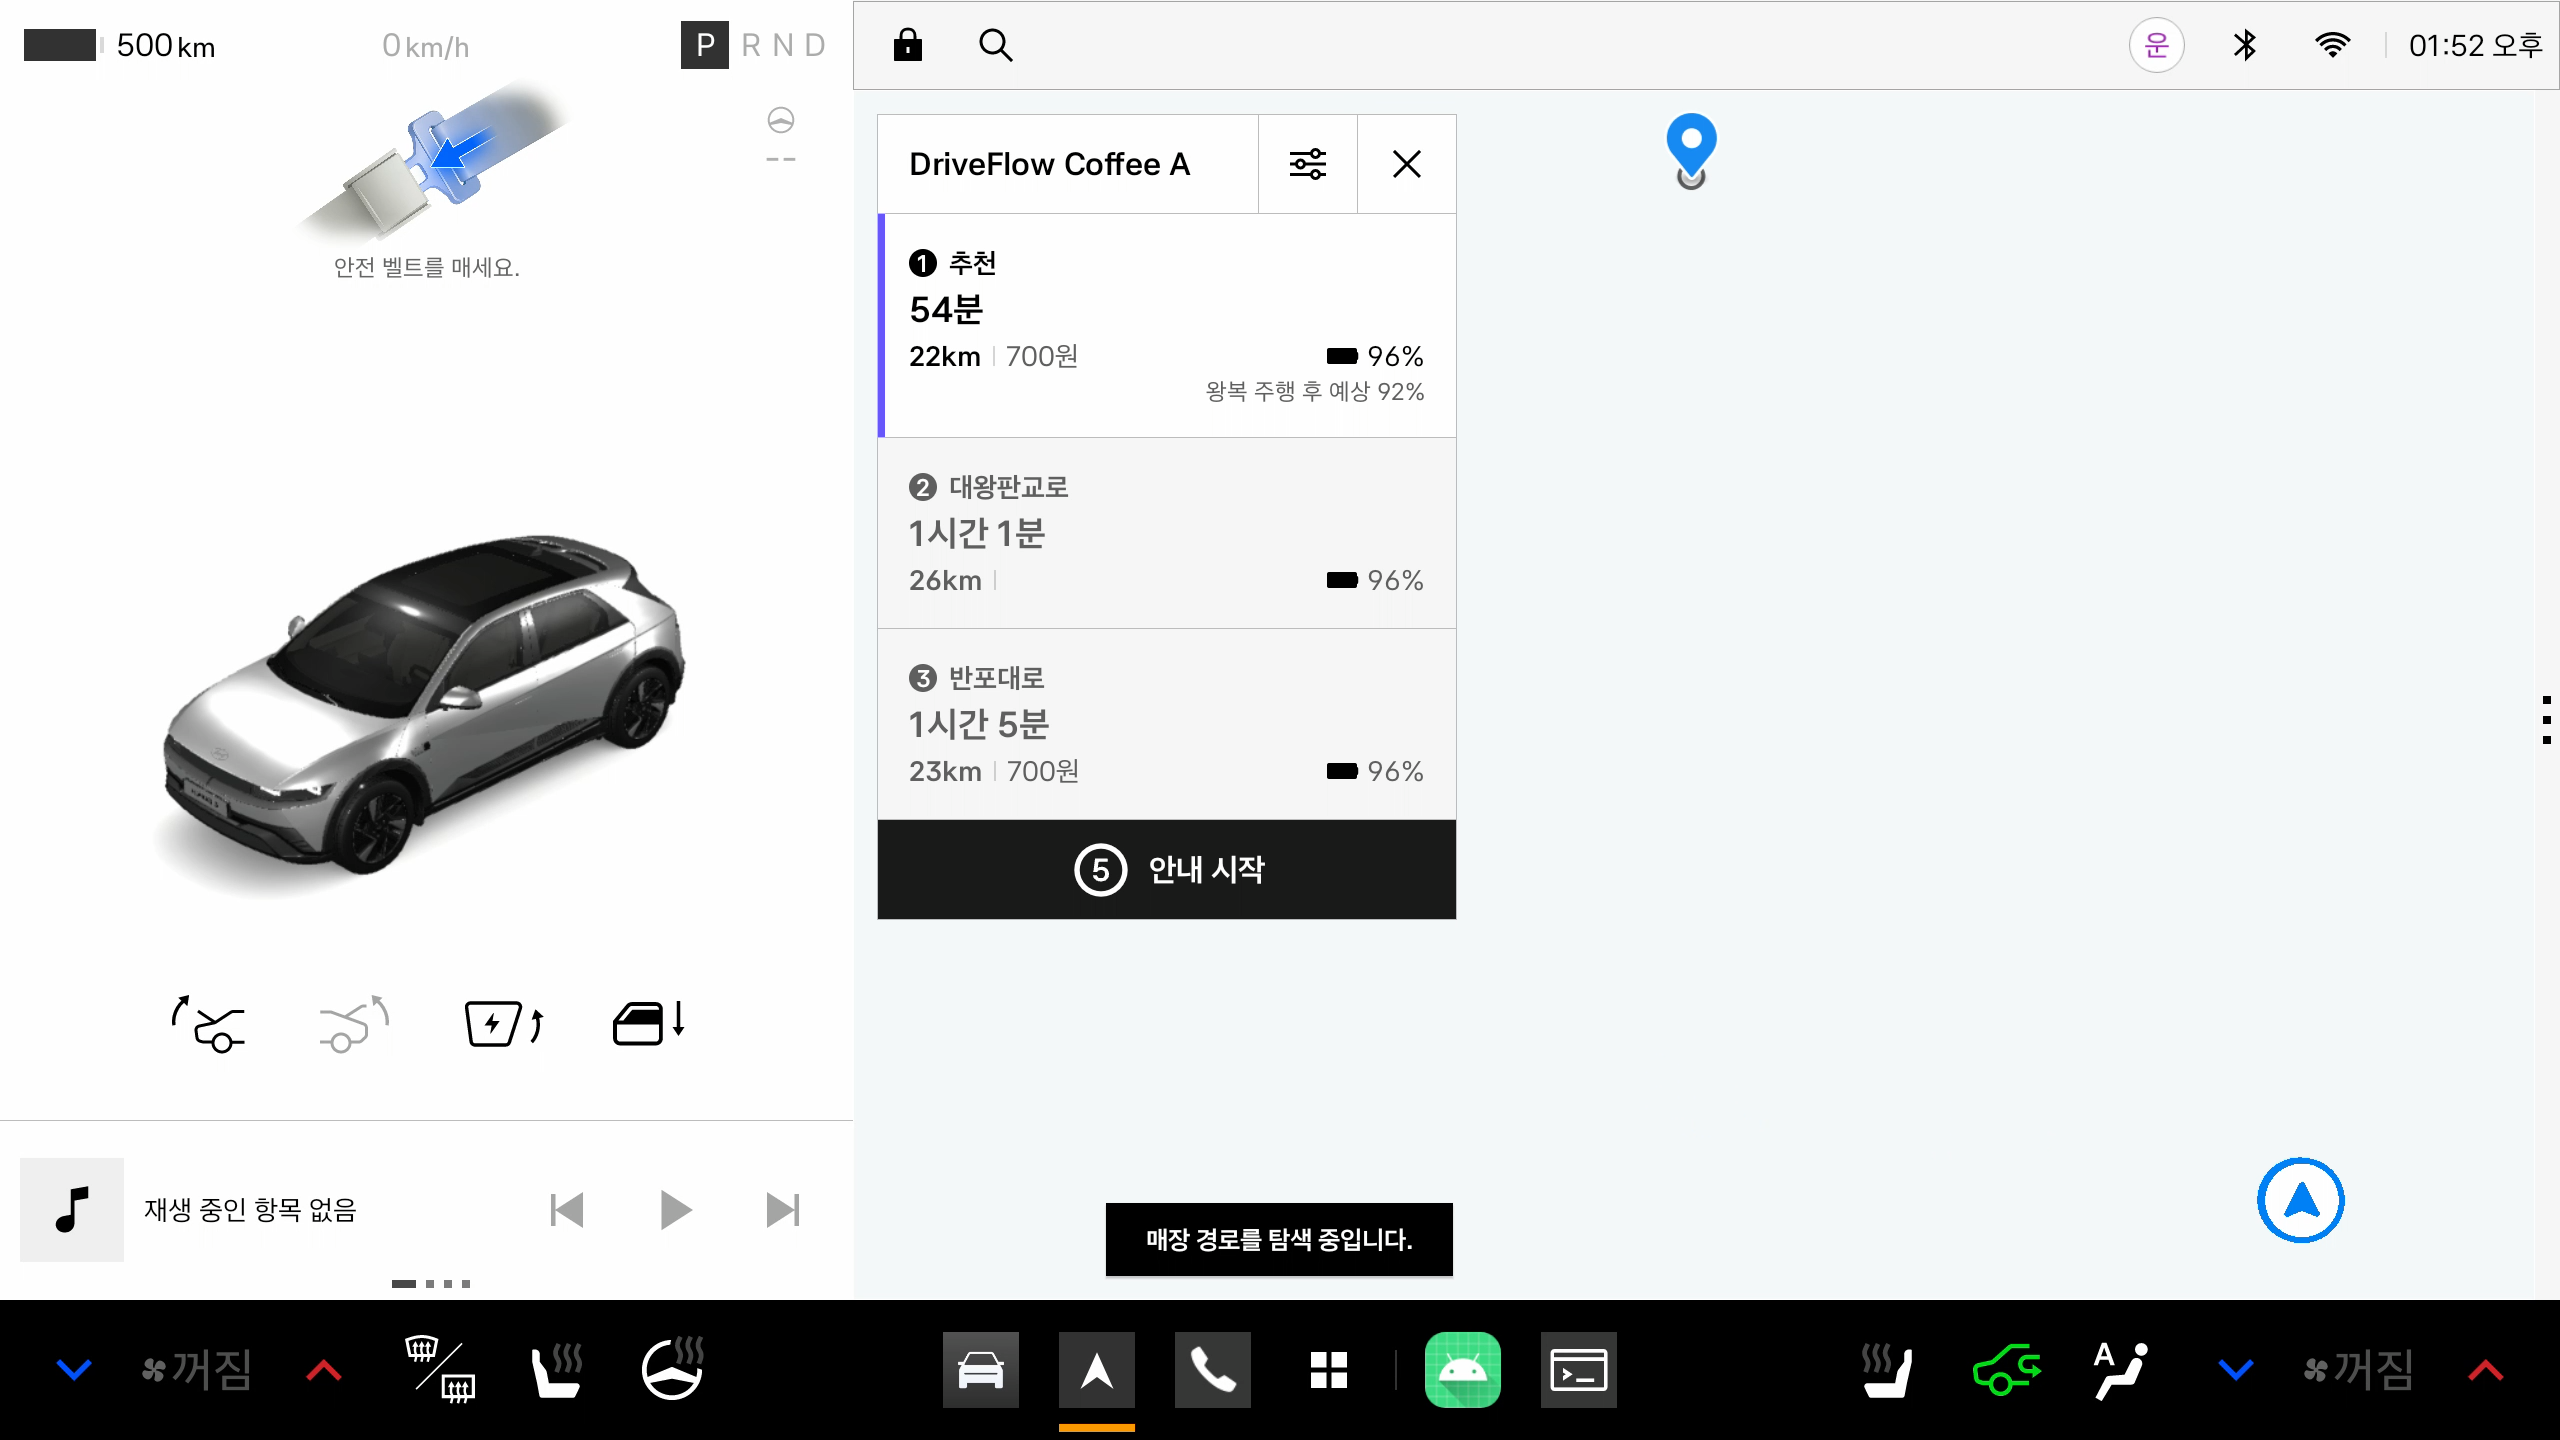 500 km
0 km/h
P R N D
운
01:52 오후
안전 벨트를 매세요.
--
DriveFlow Coffee A
1 추천
54분
22km 700원 96%
왕복 주행 후 예상 92%
2 대왕판교로
1시간 1분
26km 96%
3 반포대로
1시간 5분
23km 700원 96%
5 안내 시작
재생 중인 항목 없음
매장 경로를 탐색 중입니다.
꺼짐
A
꺼짐